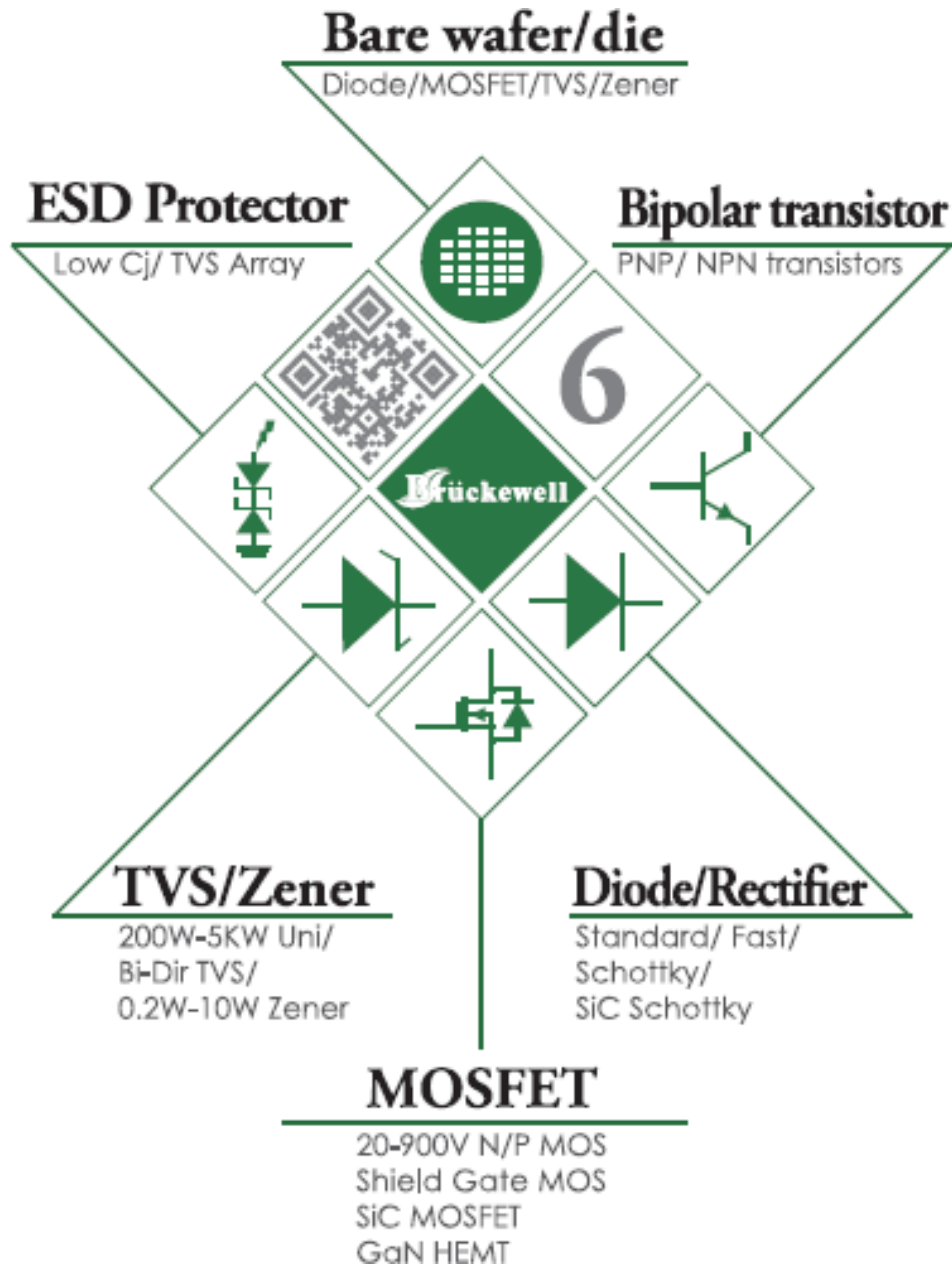 Bare wafer/die
Diode/MOSFET/TVS/Zener
ESD Protector
Low Cj/ TVS Array
Bipolar transistor
PNP/ NPN transistors
6
Brückewell
TVS/Zener
200W-5KW Uni/
Bi-Dir TVS/
0.2W-10W Zener
Diode/Rectifier
Standard/ Fast/
Schottky/
SiC Schottky
MOSFET
20-900V N/P MOS
Shield Gate MOS
SiC MOSFET
GaN HEMT